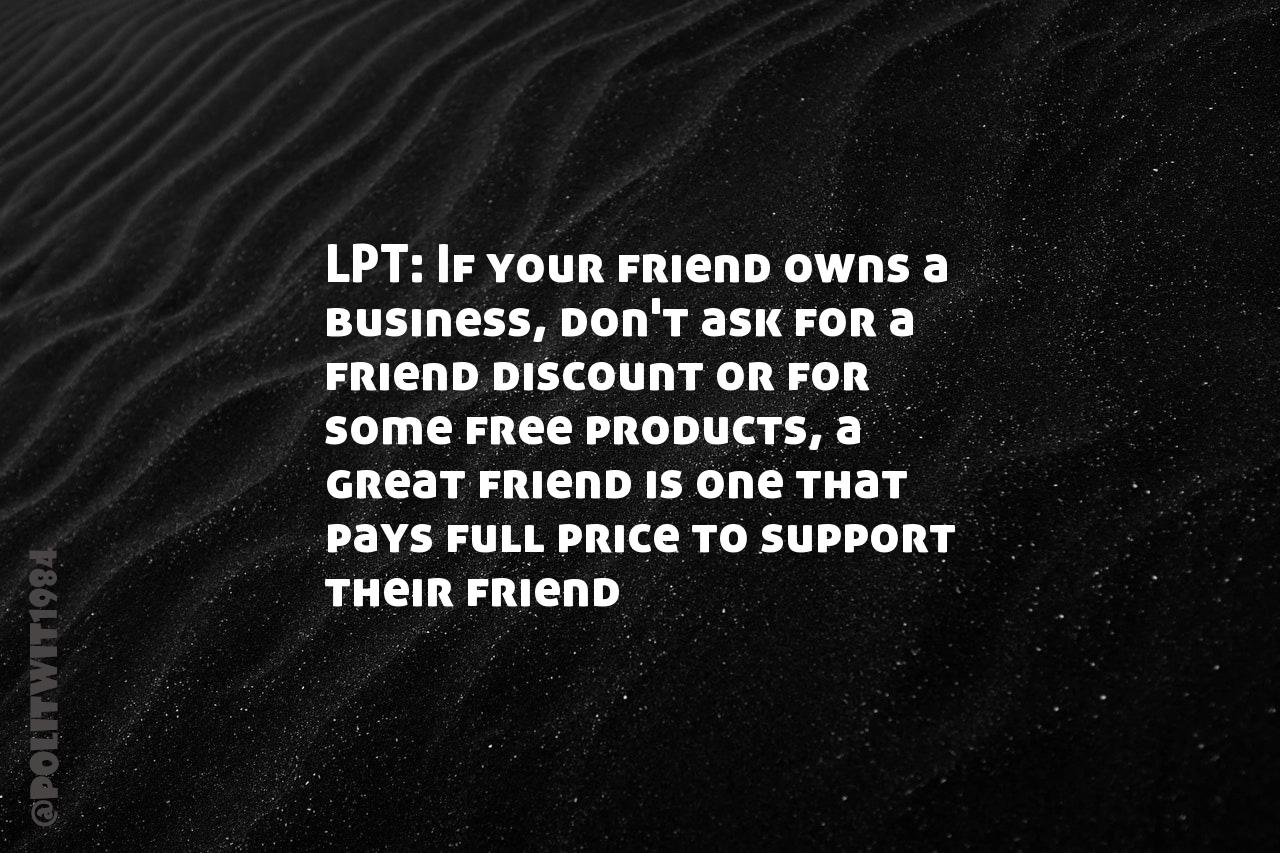 LPT: If your friend owns a
business, don't ask for a
friend discount or for
some free products, a
great friend is one that
pays full price to support
their friend
@politwit1984